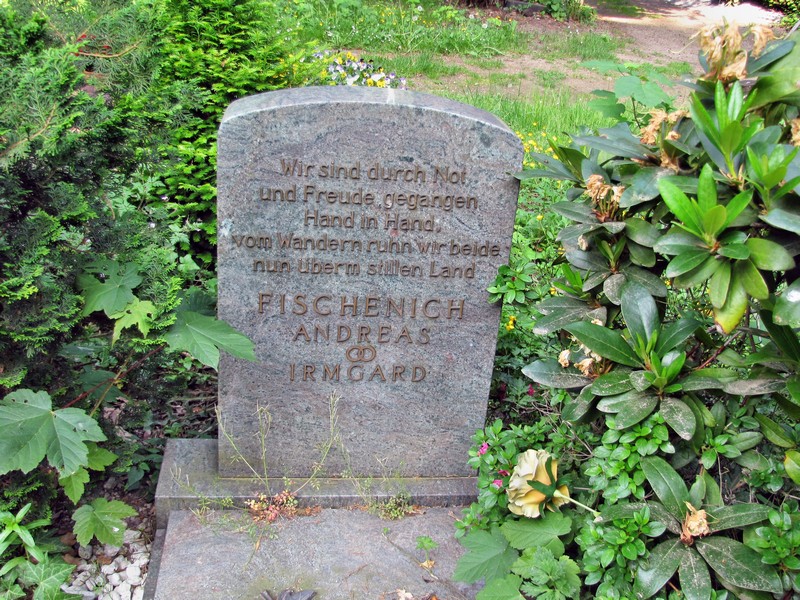 Wir sind durch Not
und Freude gegangen
Hand in Hand,
vom Wandern ruhn wir beide
nun überm stillen Land
FISCHENICH
ANDREAS
IRMGARD